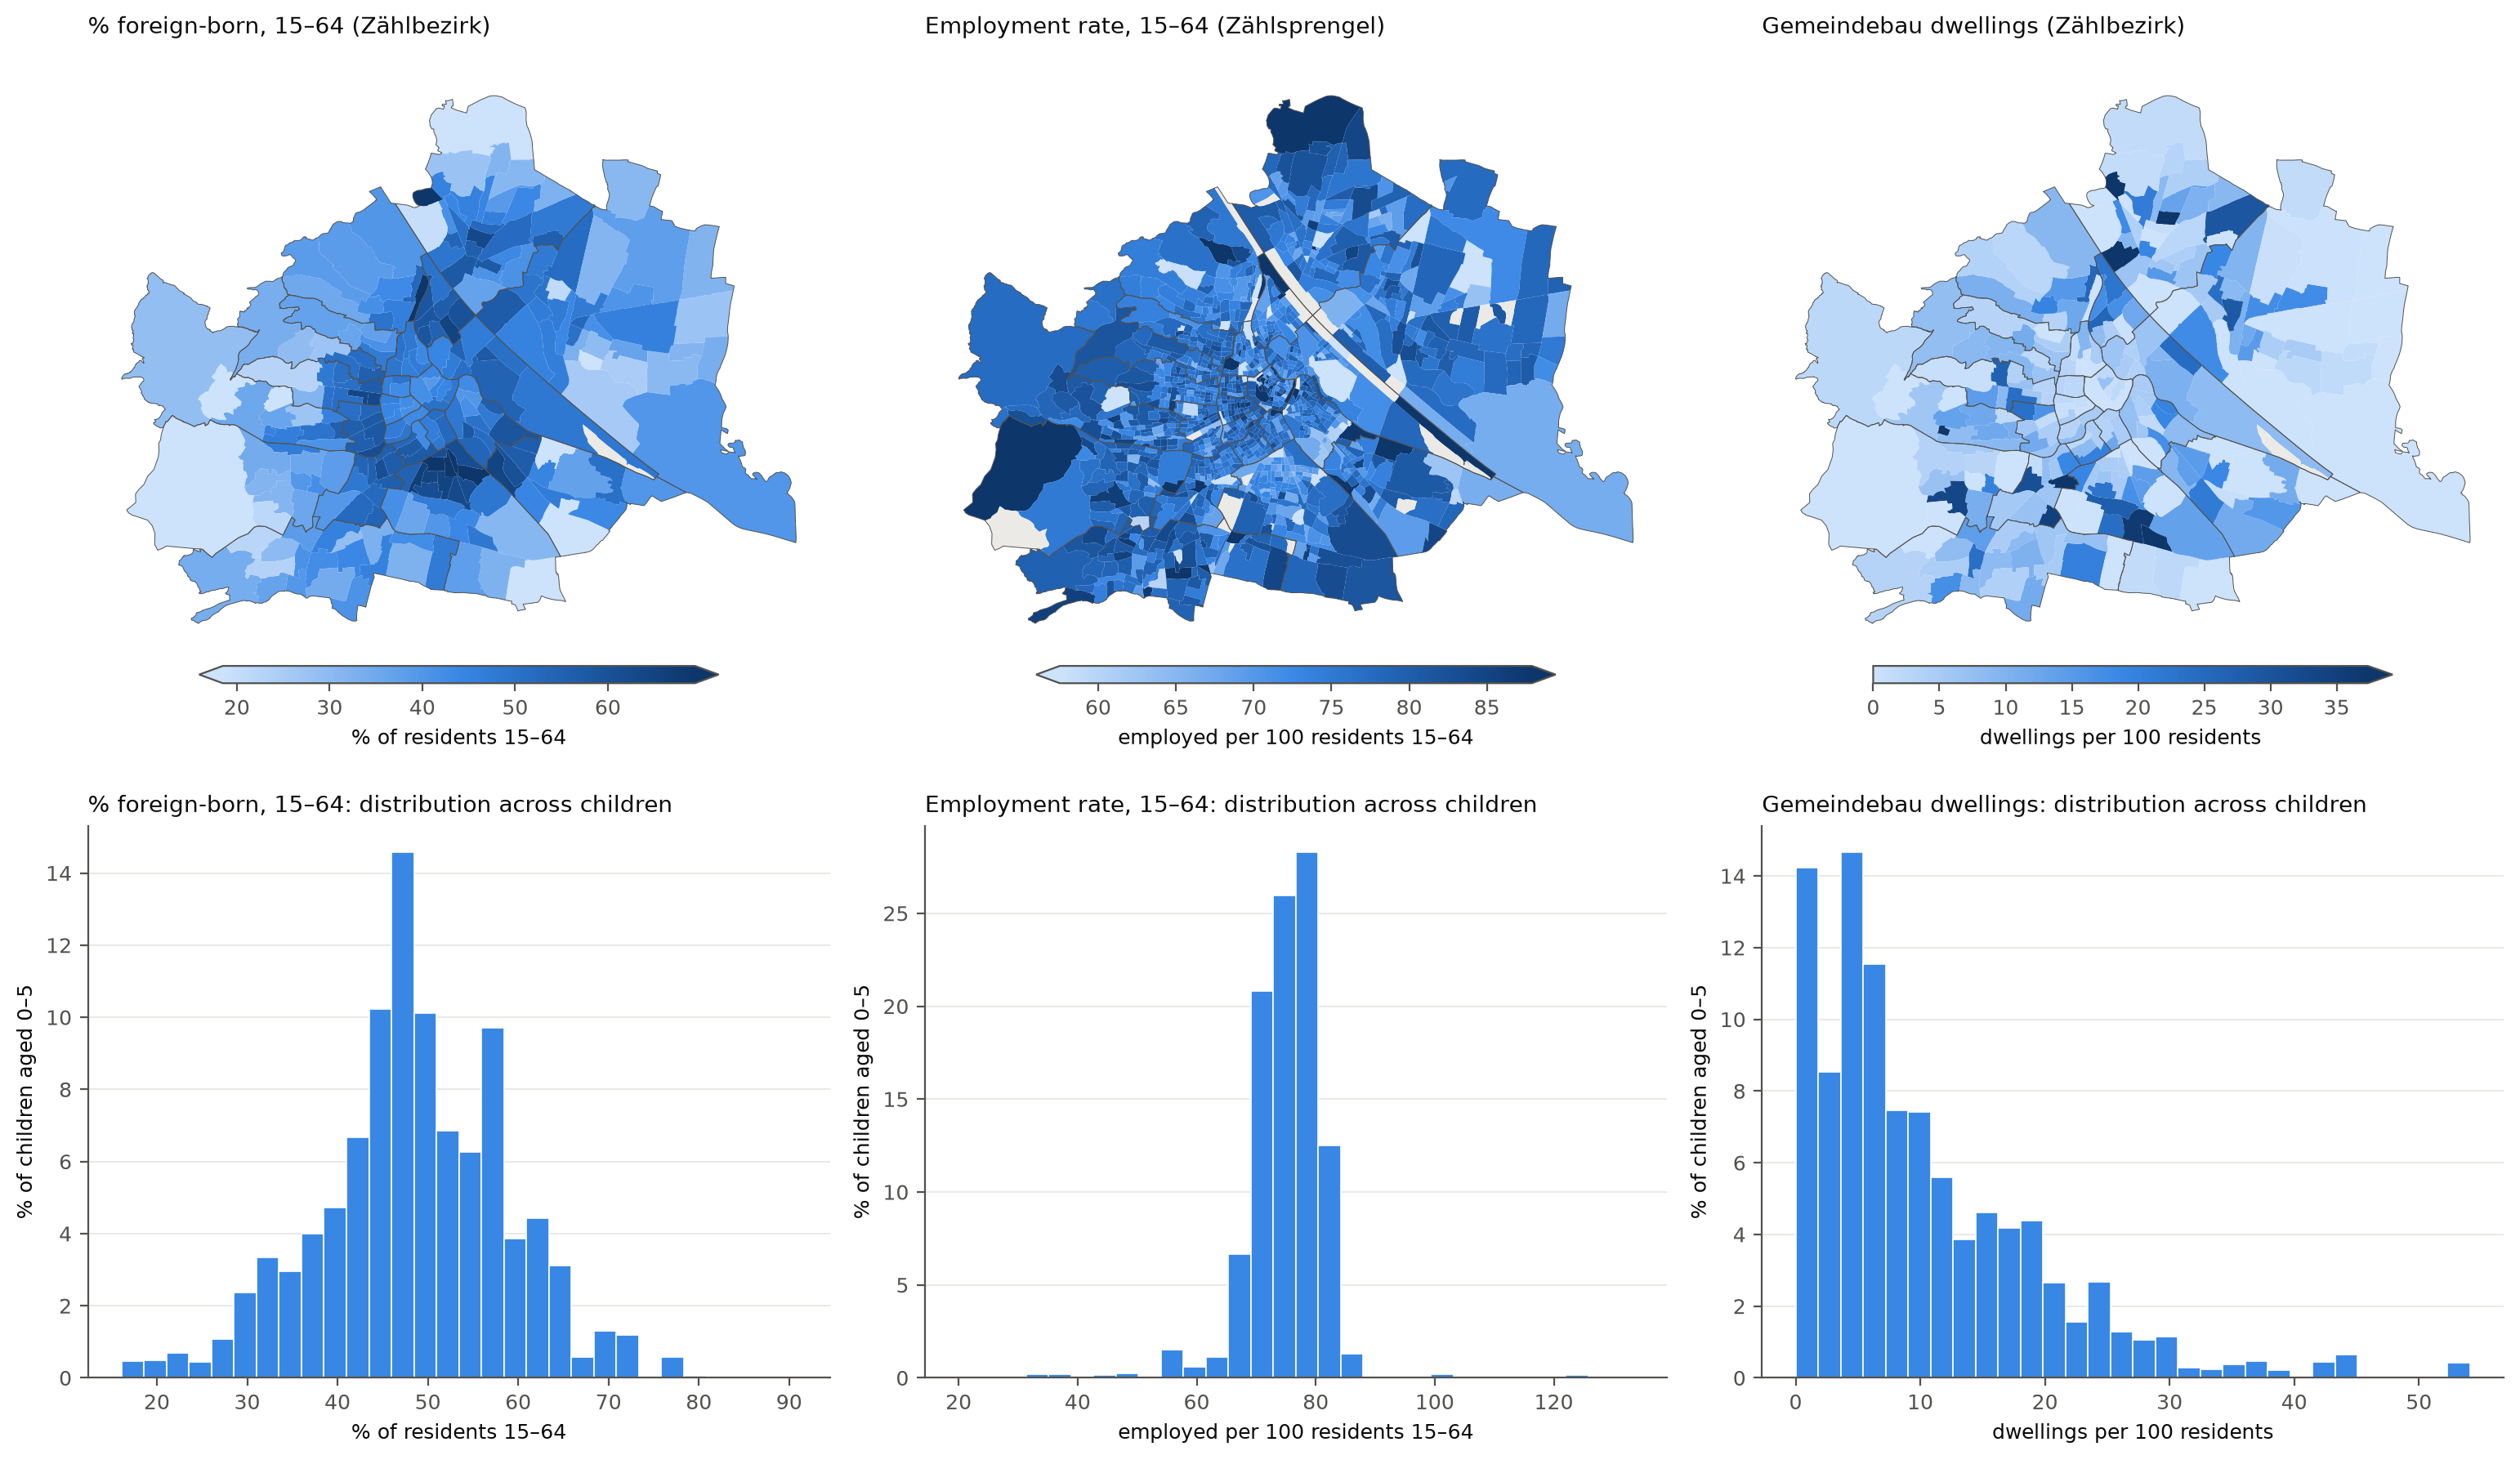 % foreign-born, 15–64 (Zählbezirk)
Employment rate, 15–64 (Zählsprengel)
Gemeindebau dwellings (Zählbezirk)
20 30 40 50 60
% of residents 15–64
60 65 70 75 80 85
employed per 100 residents 15–64
0 5 10 15 20 25 30 35
dwellings per 100 residents
% foreign-born, 15–64: distribution across children
% of children aged 0–5
14
12
10
8
6
4
2
0
20 30 40 50 60 70 80 90
% of residents 15–64
Employment rate, 15–64: distribution across children
% of children aged 0–5
25
20
15
10
5
0
20 40 60 80 100 120
employed per 100 residents 15–64
Gemeindebau dwellings: distribution across children
% of children aged 0–5
14
12
10
8
6
4
2
0
0 10 20 30 40 50
dwellings per 100 residents